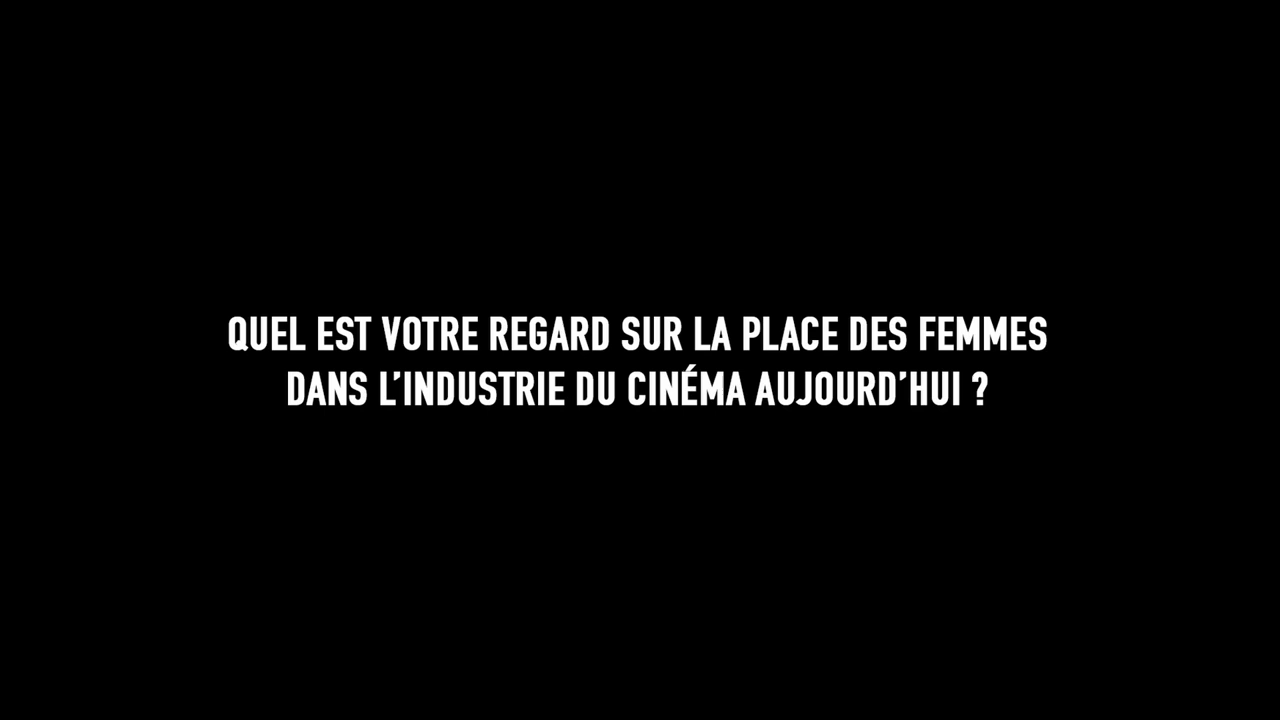 QUEL EST VOTRE REGARD SUR LA PLACE DES FEMMES
DANS L’INDUSTRIE DU CINÉMA AUJOURD’HUI ?